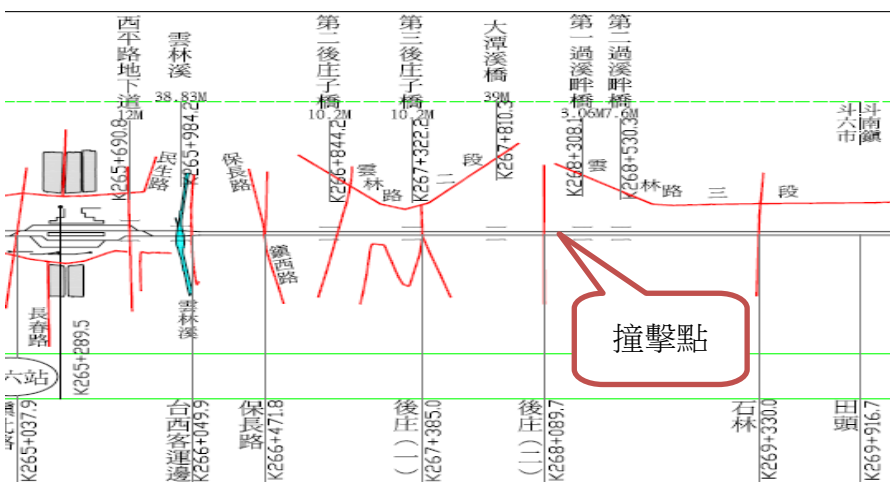 西平路地下道
12M
K265+690.8
雲林溪
38.83M
K265+984.2
第二後庄子橋
10.2M
K266+844.2
第三後庄子橋
10.2M
K267+322.2
大潭溪橋
39M
K267+810.3
第一過溪畔橋
3.06M
K268+308.1
第二過溪畔橋
7.6M
K268+530.3
斗六市
斗南鎮
民生路
保長路
雲林路二段
雲林路三段
鎮西路
雲林溪
長春路
K265+289.5
六站
撞擊點
K265+037.9
台西客運邊
K266+049.9
保長路
K266+471.8
後庄(一)
K267+385.0
後庄(二)
K268+089.7
石林
K269+330.0
田頭
K269+916.7